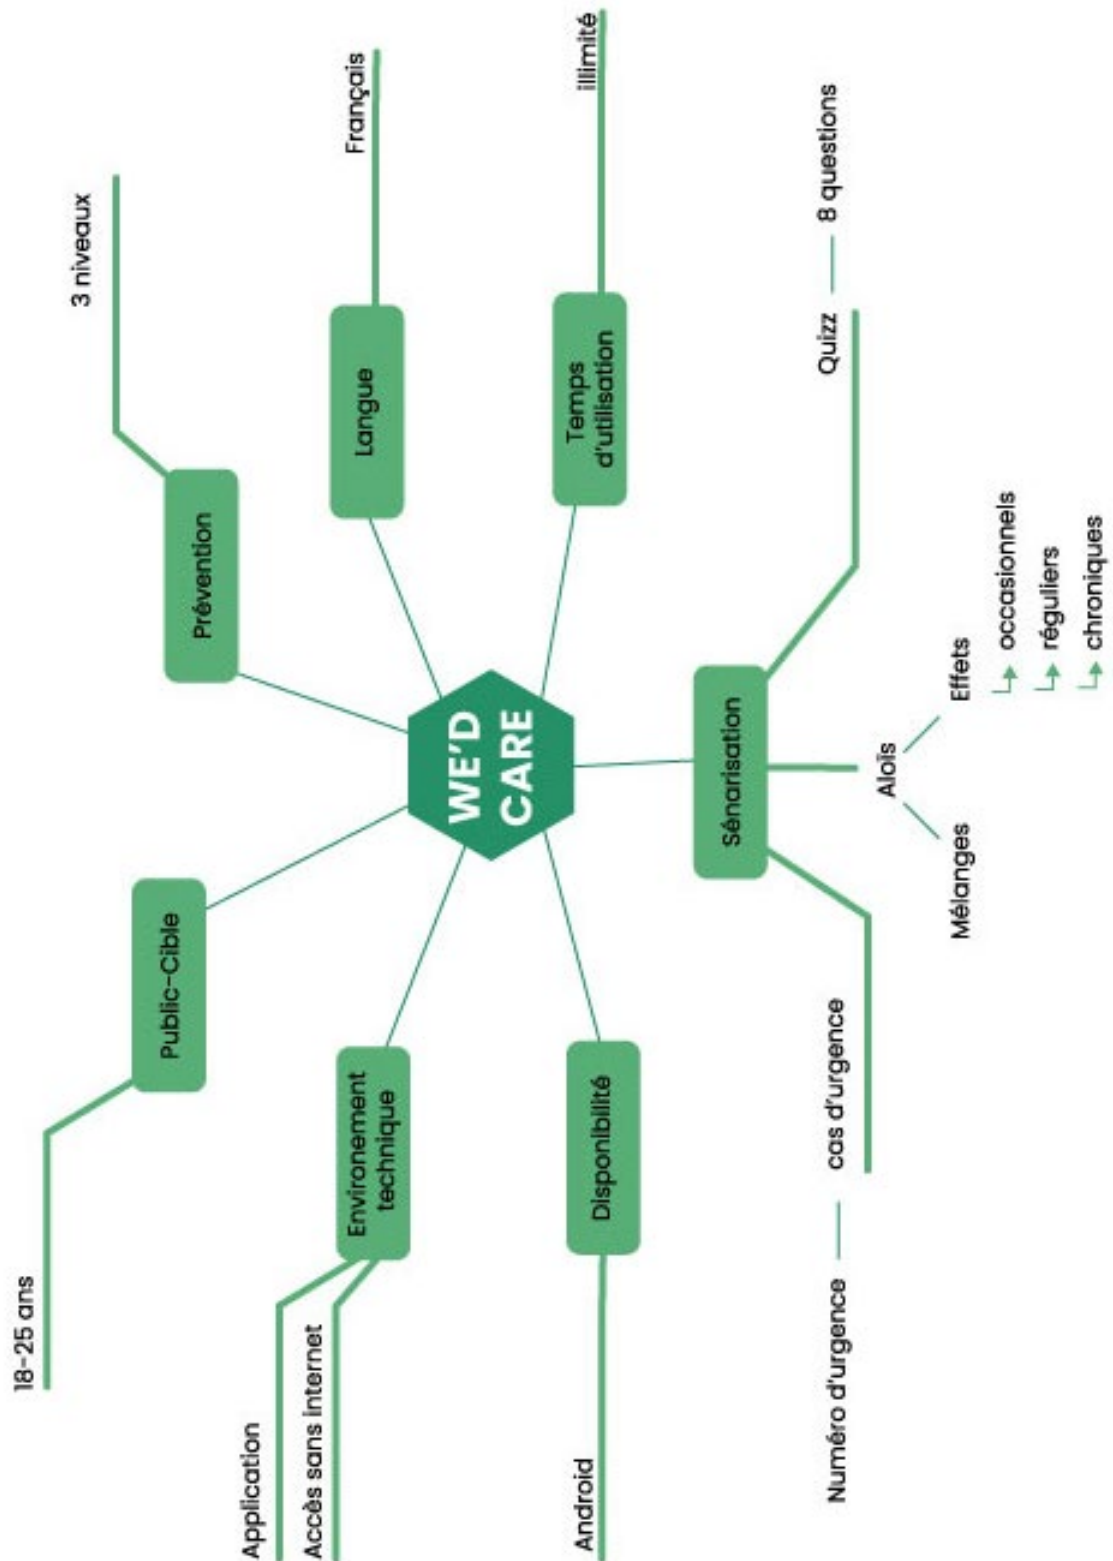 18-25 ans
Public-Cible
Prévention
3 niveaux
Application
Accès sans internet
Environement
technique
Langue
Français
WE'D
CARE
Android
Disponibilité
Temps
d'utilisation
illimité
Numéro d'urgence
cas d'urgence
Sénarisation
Quizz
8 questions
Aloïs
Mélanges
Effets
occasionnels
réguliers
chroniques